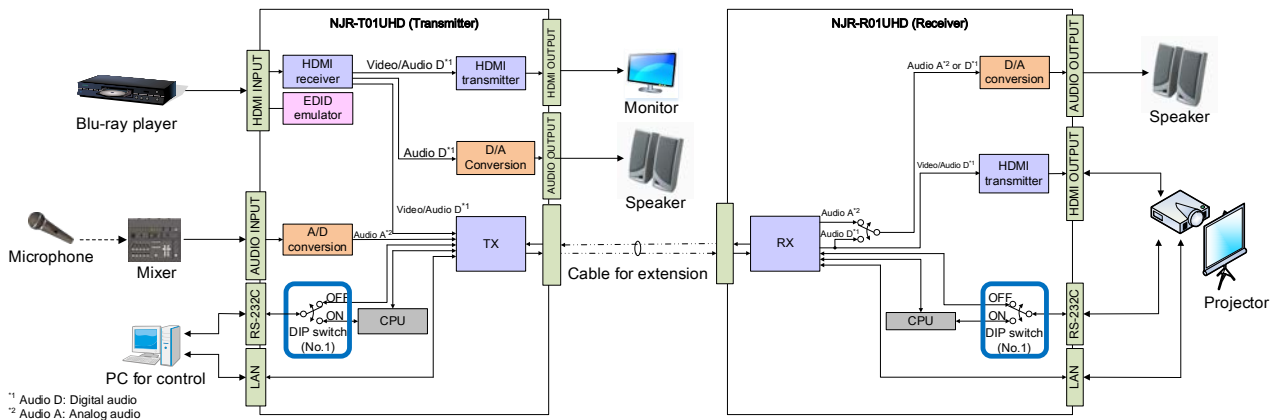 NJR-T01UHD (Transmitter)
HDMI INPUT
HDMI receiver
EDID emulator
Video/Audio D*1
HDMI transmitter
HDMI OUTPUT
Monitor
Blu-ray player
Audio D*1
D/A Conversion
AUDIO OUTPUT
Speaker
Video/Audio D*1
Microphone
Mixer
AUDIO INPUT
A/D conversion
Audio A*2
TX
Cable for extension
RS-232C
OFF
ON
DIP switch
(No.1)
CPU
PC for control
LAN
*1 Audio D: Digital audio
*2 Audio A: Analog audio
NJR-R01UHD (Receiver)
Audio A*2 or D*1
D/A conversion
AUDIO OUTPUT
Speaker
Video/Audio D*1
HDMI transmitter
HDMI OUTPUT
RX
Audio A*2
Audio D*1
Projector
OFF
ON
CPU
DIP switch
(No.1)
RS-232C
LAN